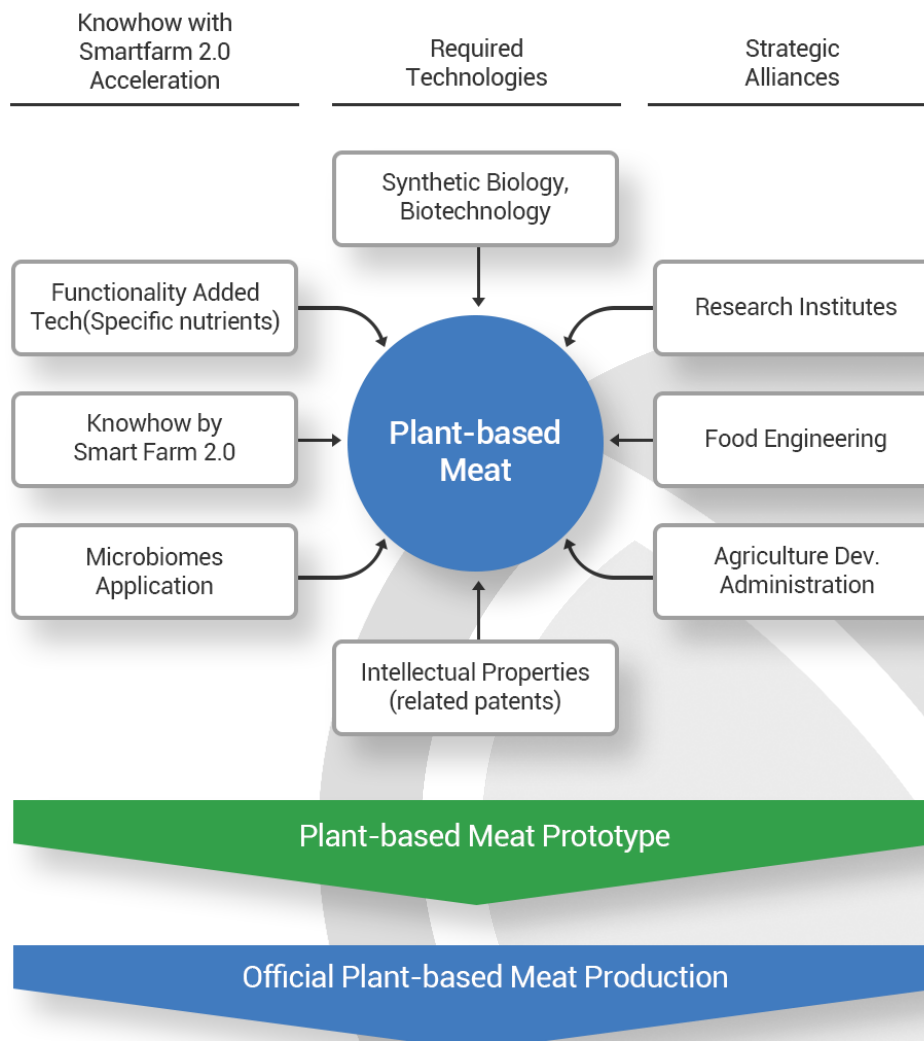 Knowhow with
Smartfarm 2.0
Acceleration
Required
Technologies
Strategic
Alliances
Synthetic Biology,
Biotechnology
Functionality Added
Tech(Specific nutrients)
Research Institutes
Knowhow by
Smart Farm 2.0
Plant-based
Meat
Food Engineering
Microbiomes
Application
Agriculture Dev.
Administration
Intellectual Properties
(related patents)
Plant-based Meat Prototype
Official Plant-based Meat Production